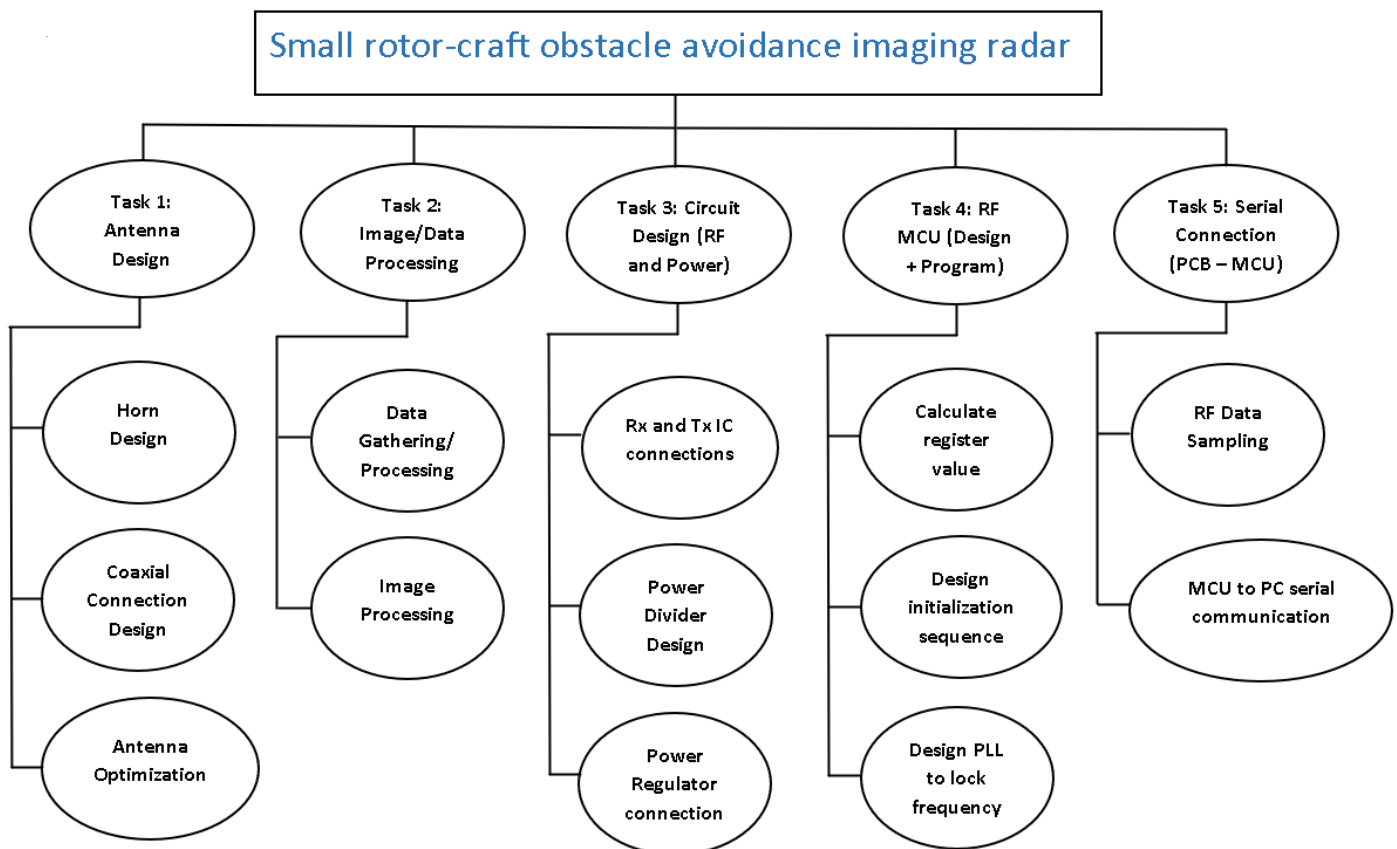 Small rotor-craft obstacle avoidance imaging radar
Task 1:
Antenna
Design
Task 2:
Image/Data
Processing
Task 3: Circuit
Design (RF
and Power)
Task 4: RF
MCU (Design
+ Program)
Task 5: Serial
Connection
(PCB – MCU)
Horn
Design
Coaxial
Connection
Design
Antenna
Optimization
Data
Gathering/
Processing
Image
Processing
Rx and Tx IC
connections
Power
Divider
Design
Power
Regulator
connection
Calculate
register
value
Design
initialization
sequence
Design PLL
to lock
frequency
RF Data
Sampling
MCU to PC serial
communication